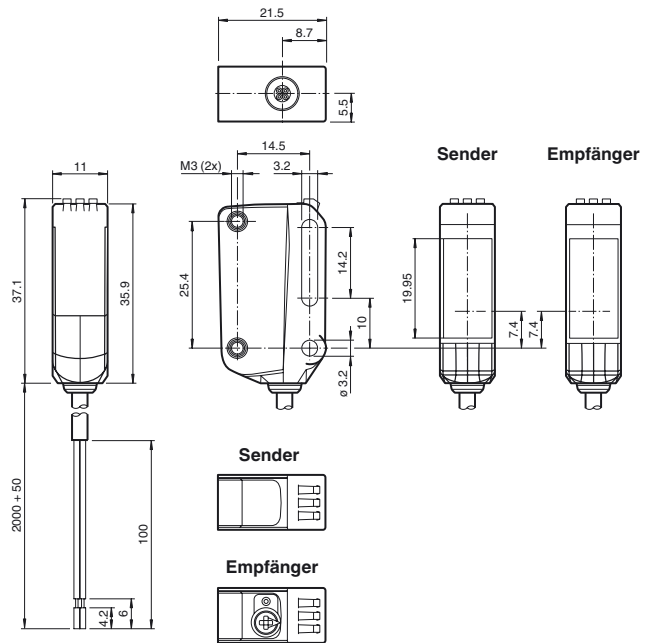 21.5
8.7
5.5
11
M3 (2x)
14.5
3.2
Sender
Empfänger
37.1
35.9
25.4
14.2
10
ø 3.2
19.95
7.4
7.4
2000 + 50
100
4.2
6
Sender
Empfänger